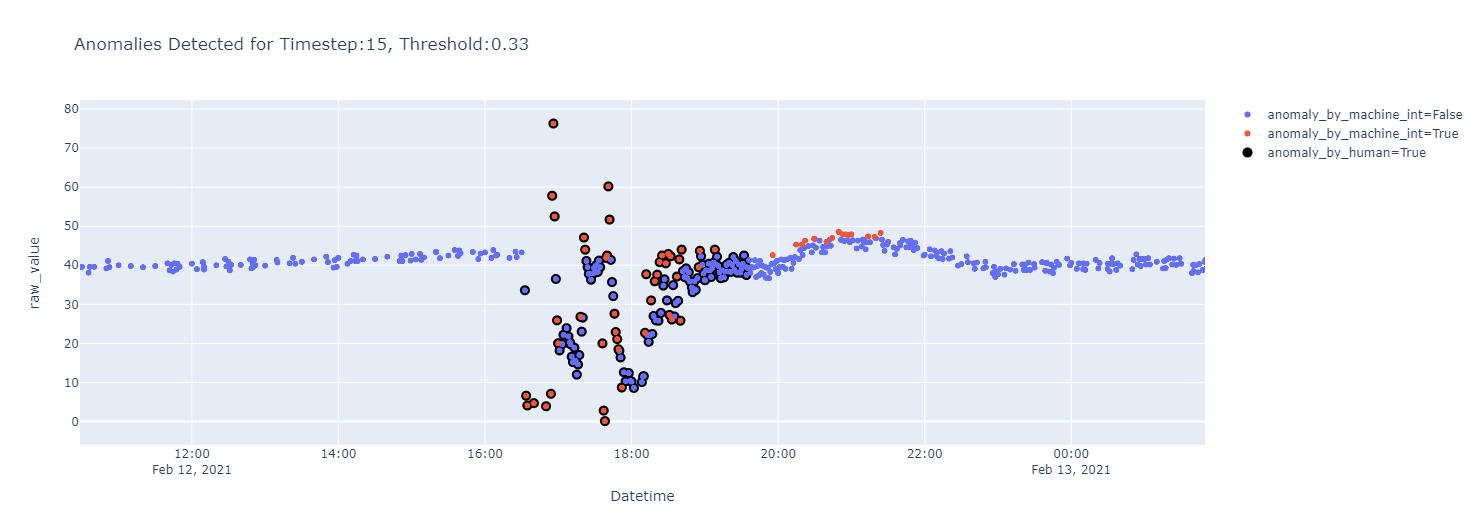 Anomalies Detected for Timestep:15, Threshold:0.33
anomaly_by_machine_int=False
anomaly_by_machine_int=True
anomaly_by_human=True
raw_value
80
70
60
50
40
30
20
10
0
12:00 14:00 16:00 18:00 20:00 22:00 00:00
Feb 12, 2021 Feb 13, 2021
Datetime